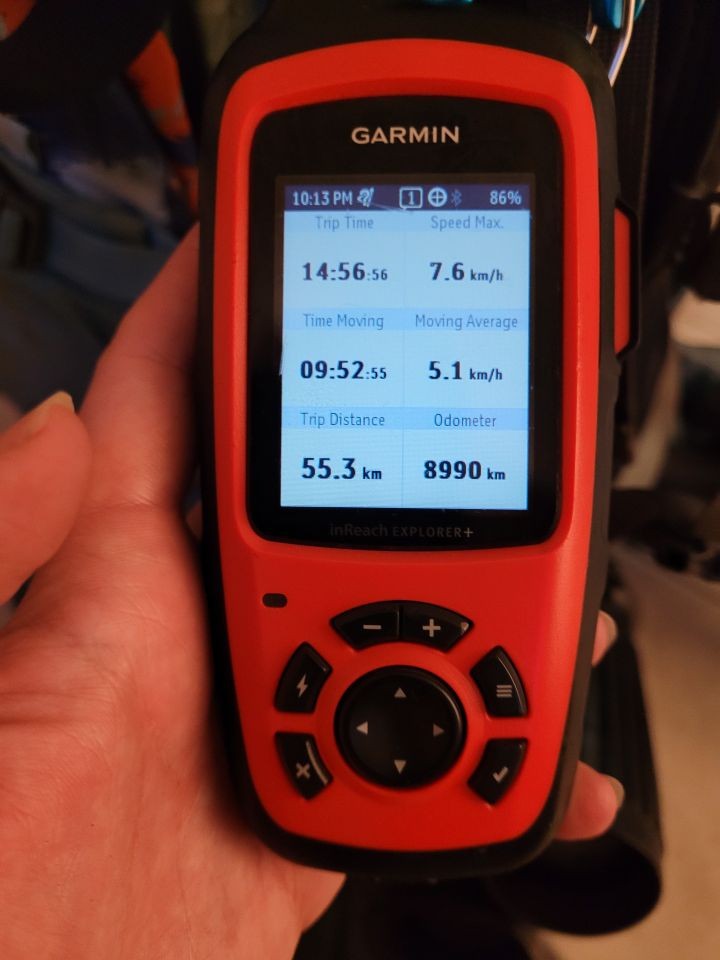 GARMIN
10:13 PM 1 86%
Trip Time Speed Max.
14:56:56 7.6 km/h
Time Moving Moving Average
09:52:55 5.1 km/h
Trip Distance Odometer
55.3 km 8990 km
inReach EXPLORER+